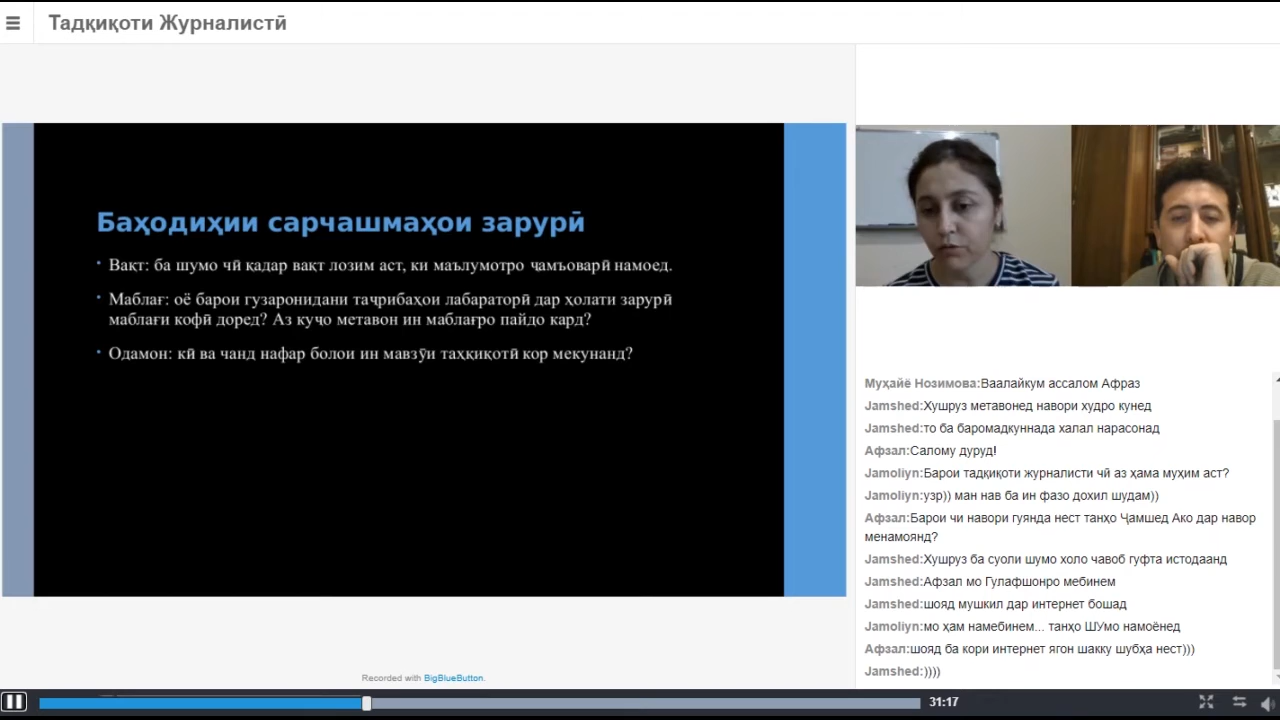 Тадқиқоти Журналистӣ
Баҳодиҳии сарчашмаҳои зарурӣ
• Вақт: ба шумо чӣ қадар вақт лозим аст, ки маълумотро ҷамъоварӣ намоед.
• Маблағ: оё барои гузаронидани таҷрибаҳои лабараторӣ дар ҳолати зарурӣ
маблағи кофӣ доред? Аз куҷо метавон ин маблағро пайдо кард?
• Одамон: кӣ ва чанд нафар болои ин мавзӯи таҳқиқотӣ кор мекунанд?
Муҳайё Нозимова:Ваалайкум ассалом Афраз
Jamshed:Хушруз метавонед навори худро кунед
Jamshed:то ба баромадкуннада халал нарасонад
Афзал:Салому дуруд!
Jamoliyn:Барои тадқиқоти журналисти чӣ аз ҳама муҳим аст?
Jamoliyn:узр)) ман нав ба ин фазо дохил шудам))
Афзал:Барои чи навори гуянда нест танҳо Ҷамшед Ако дар навор
менамоянд?
Jamshed:Хушруз ба суоли шумо холо чавоб гуфта истодаанд
Jamshed:Афзал мо Гулафшонро мебинем
Jamshed:шояд мушкил дар интернет бошад
Jamoliyn:мо ҳам намебинем... танҳо ШУмо намоёнед
Афзал:шояд ба кори интернет ягон шакку шубҳа нест)))
Jamshed:))))
Recorded with BigBlueButton.
31:17